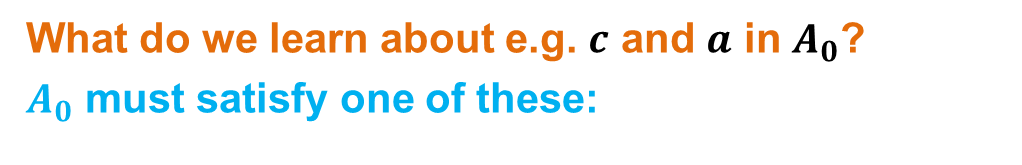 What do we learn about e.g. c and a in A₀?
A₀ must satisfy one of these: